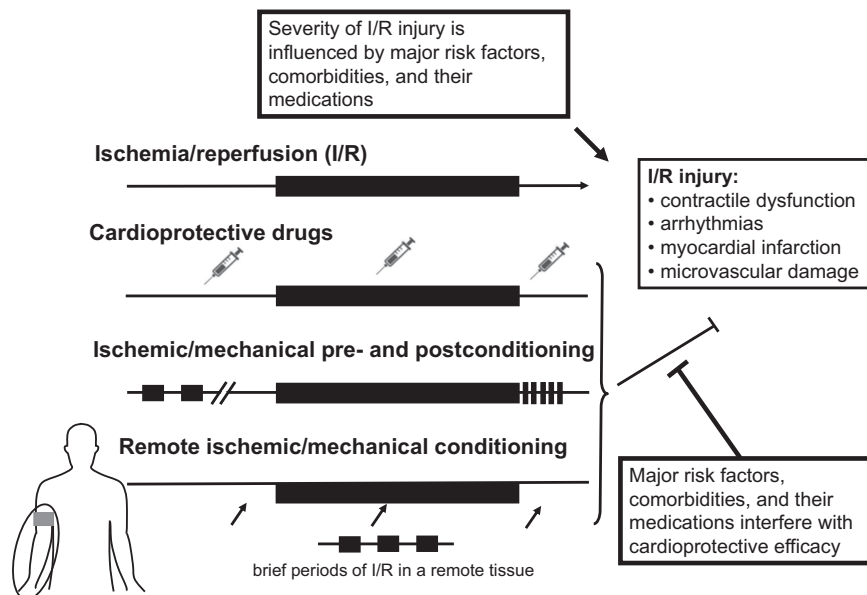 Severity of I/R injury is
influenced by major risk factors,
comorbidities, and their
medications
Ischemia/reperfusion (I/R)
I/R injury:
• contractile dysfunction
• arrhythmias
• myocardial infarction
• microvascular damage
Cardioprotective drugs
Ischemic/mechanical pre- and postconditioning
Remote ischemic/mechanical conditioning
Major risk factors,
comorbidities, and their
medications interfere with
cardioprotective efficacy
brief periods of I/R in a remote tissue